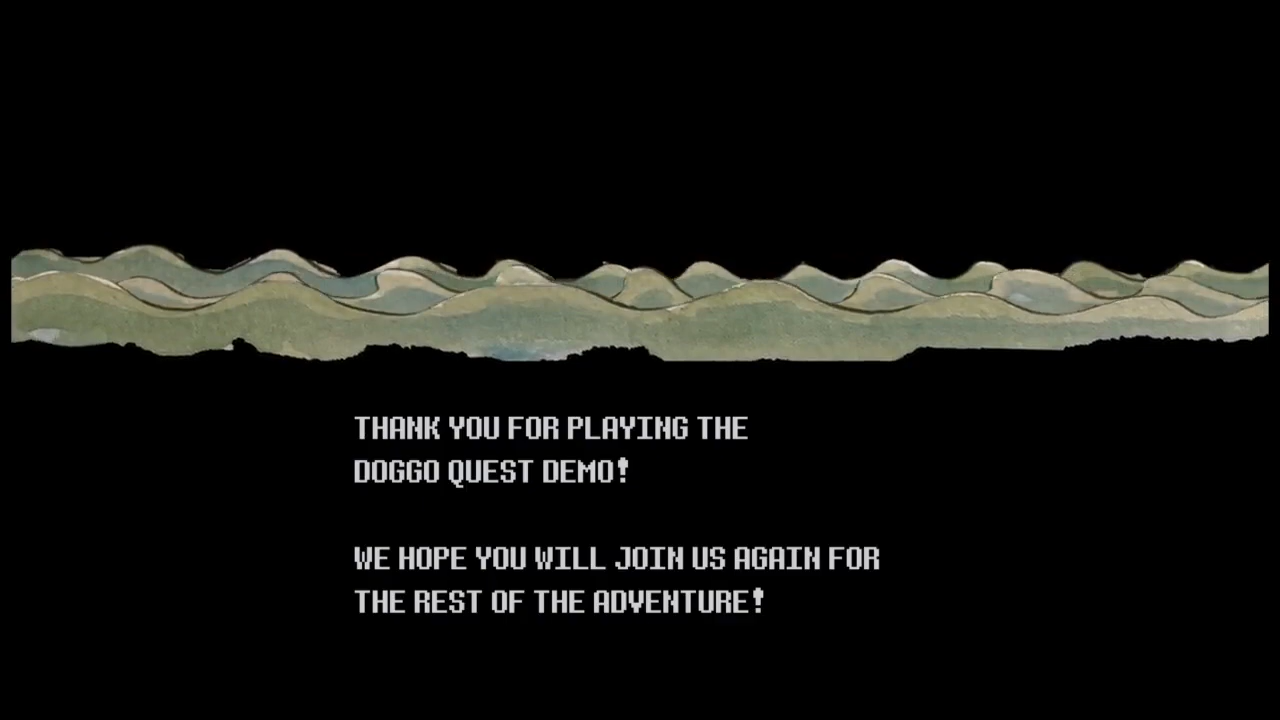 THANK YOU FOR PLAYING THE
DOGGO QUEST DEMO!
WE HOPE YOU WILL JOIN US AGAIN FOR
THE REST OF THE ADVENTURE!